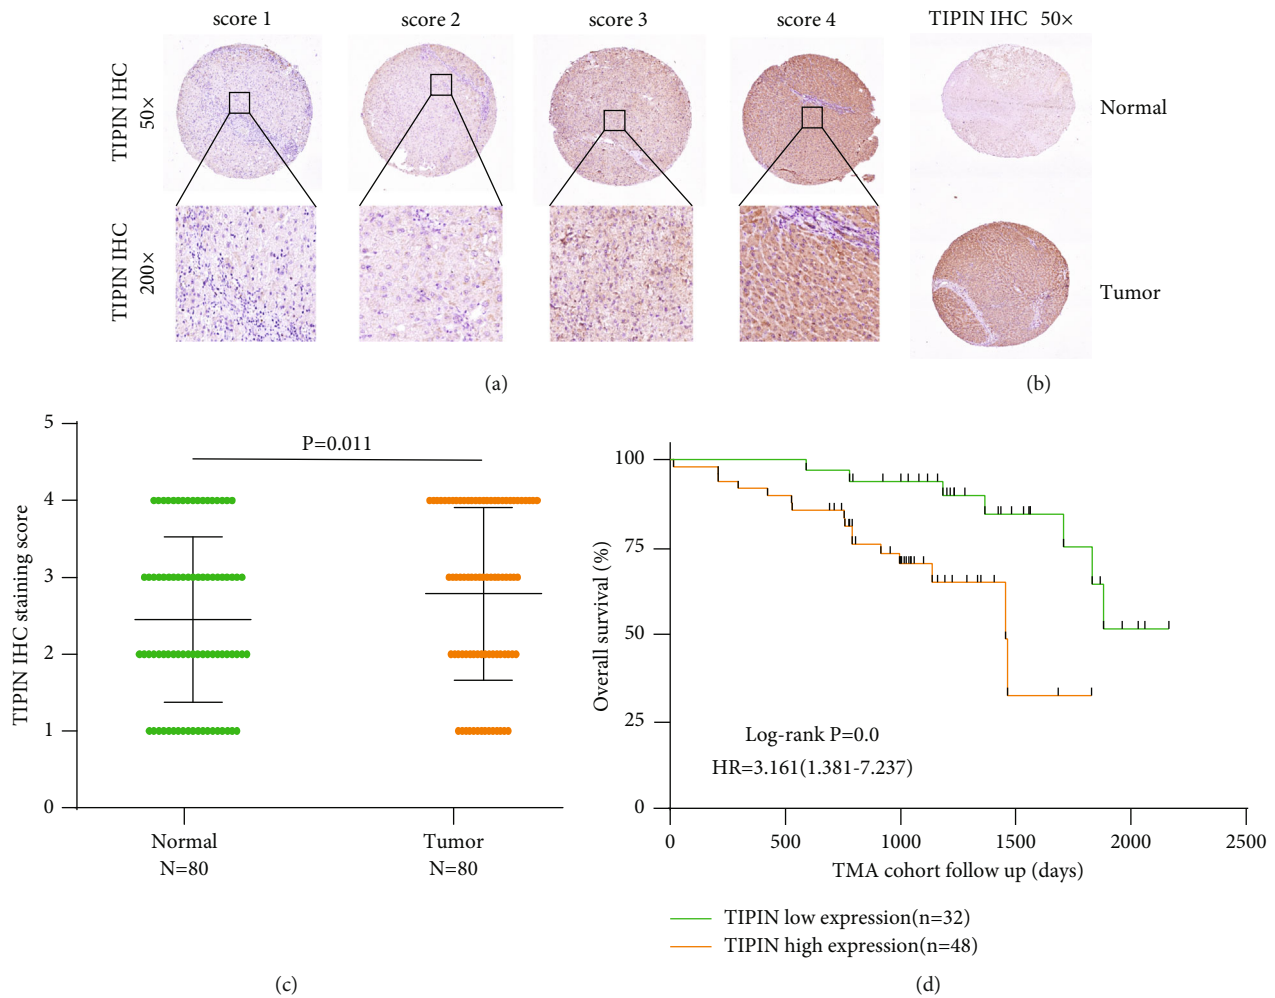 score 1
score 2
score 3
score 4
TIPIN IHC 50×
TIPIN IHC
50×
Normal
TIPIN IHC
200×
Tumor
(a)
(b)
5
4
3
2
1
0
TIPIN IHC staining score
P=0.011
Normal
N=80
Tumor
N=80
(c)
100
75
50
25
0
Overall survival (%)
Log-rank P=0.0
HR=3.161(1.381-7.237)
0
500
1000
1500
2000
2500
TMA cohort follow up (days)
TIPIN low expression(n=32)
TIPIN high expression(n=48)
(d)